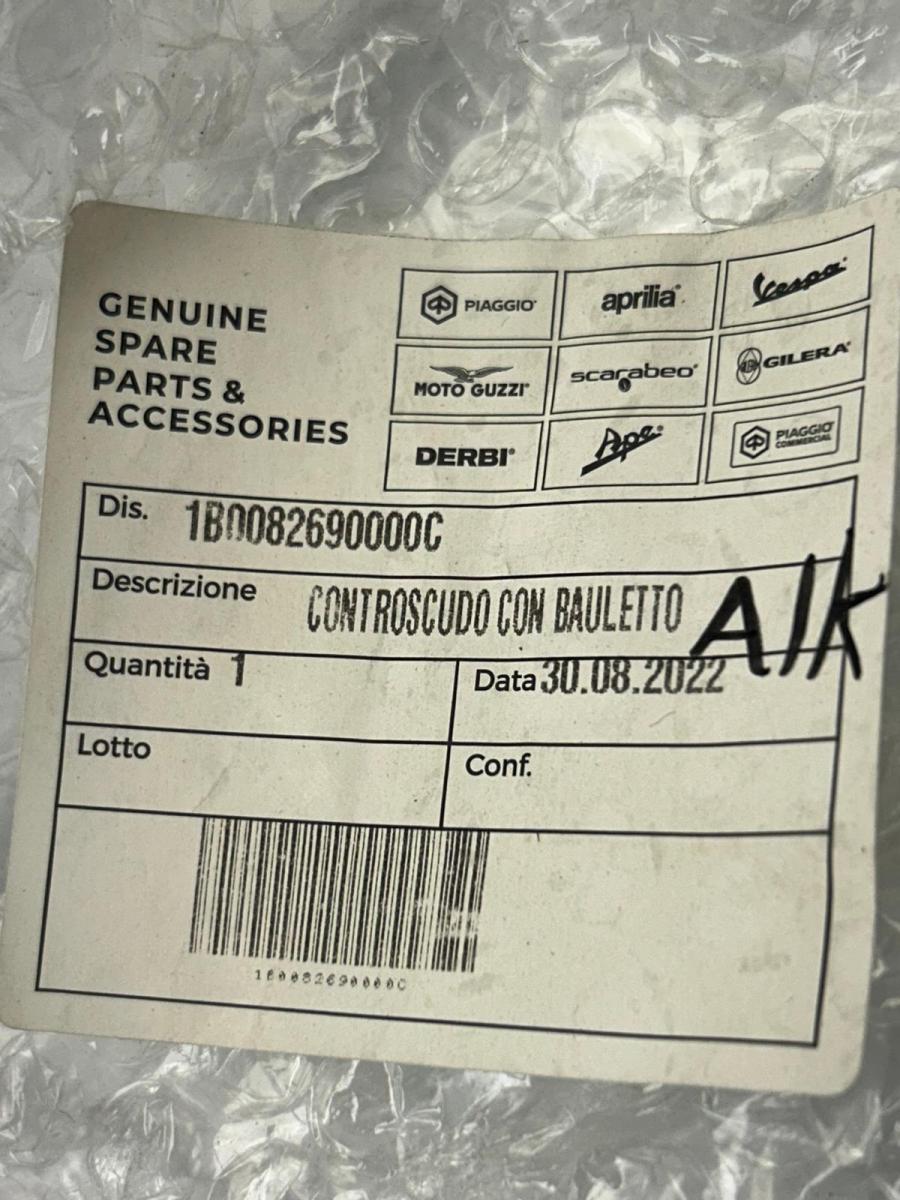 GENUINE
SPARE
PARTS &
ACCESSORIES
PIAGGIO® aprilia® Vespa®
MOTO GUZZI® scarabeo® GILERA®
DERBI® Ape® PIAGGIO® COMMERCIAL
Dis. 1B0082690000C
Descrizione CONTROSCUDO CON BAULETTO
A1K
Quantità 1 Data 30.08.2022
Lotto Conf.
1B0082690000C